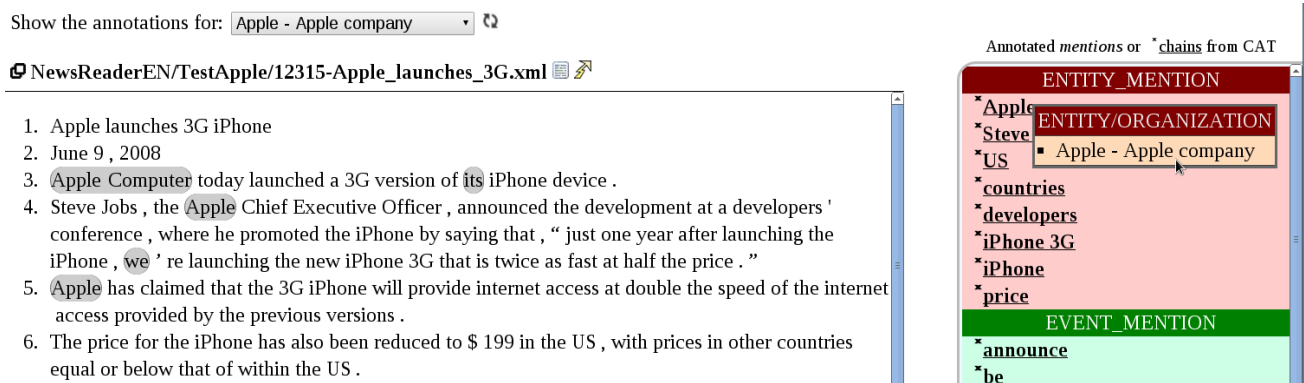 Show the annotations for: Apple - Apple company
NewsReaderEN/TestApple/12315-Apple_launches_3G.xml
1. Apple launches 3G iPhone
2. June 9 , 2008
3. Apple Computer today launched a 3G version of its iPhone device .
4. Steve Jobs , the Apple Chief Executive Officer , announced the development at a developers '
conference , where he promoted the iPhone by saying that , “ just one year after launching the
iPhone , we ’ re launching the new iPhone 3G that is twice as fast at half the price . ”
5. Apple has claimed that the 3G iPhone will provide internet access at double the speed of the internet
access provided by the previous versions .
6. The price for the iPhone has also been reduced to $ 199 in the US , with prices in other countries
equal or below that of within the US .
Annotated mentions or *chains from CAT
ENTITY_MENTION
*Apple
ENTITY/ORGANIZATION
*Steve
▪ Apple - Apple company
*US
*countries
*developers
*iPhone 3G
*iPhone
*price
EVENT_MENTION
*announce
*be